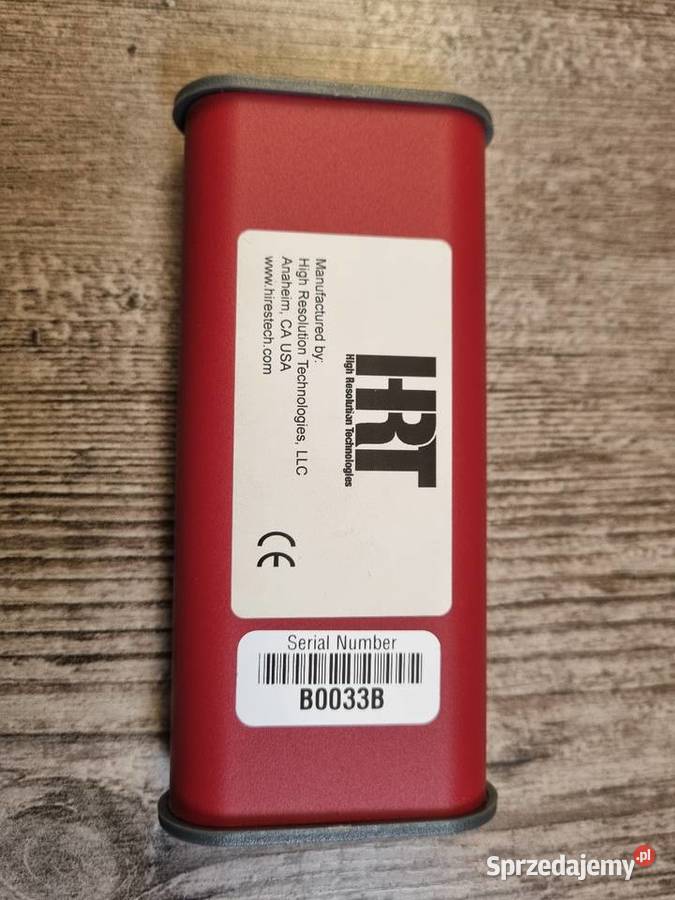 HRT
High Resolution Technologies
Manufactured by:
High Resolution Technologies, LLC
Anaheim, CA USA
www.hirestech.com
CE
Serial Number
B0033B
Sprzedajemy.pl